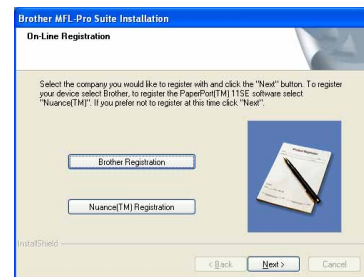 Brother MFL-Pro Suite Installation
On-Line Registration
Select the company you would like to register with and click the "Next" button. To register
your device select Brother, to register the PaperPort(TM) 11SE software select
"Nuance(TM)". If you prefer not to register at this time click "Next".
Brother Registration
Nuance(TM) Registration
InstallShield
< Back
Next >
Cancel